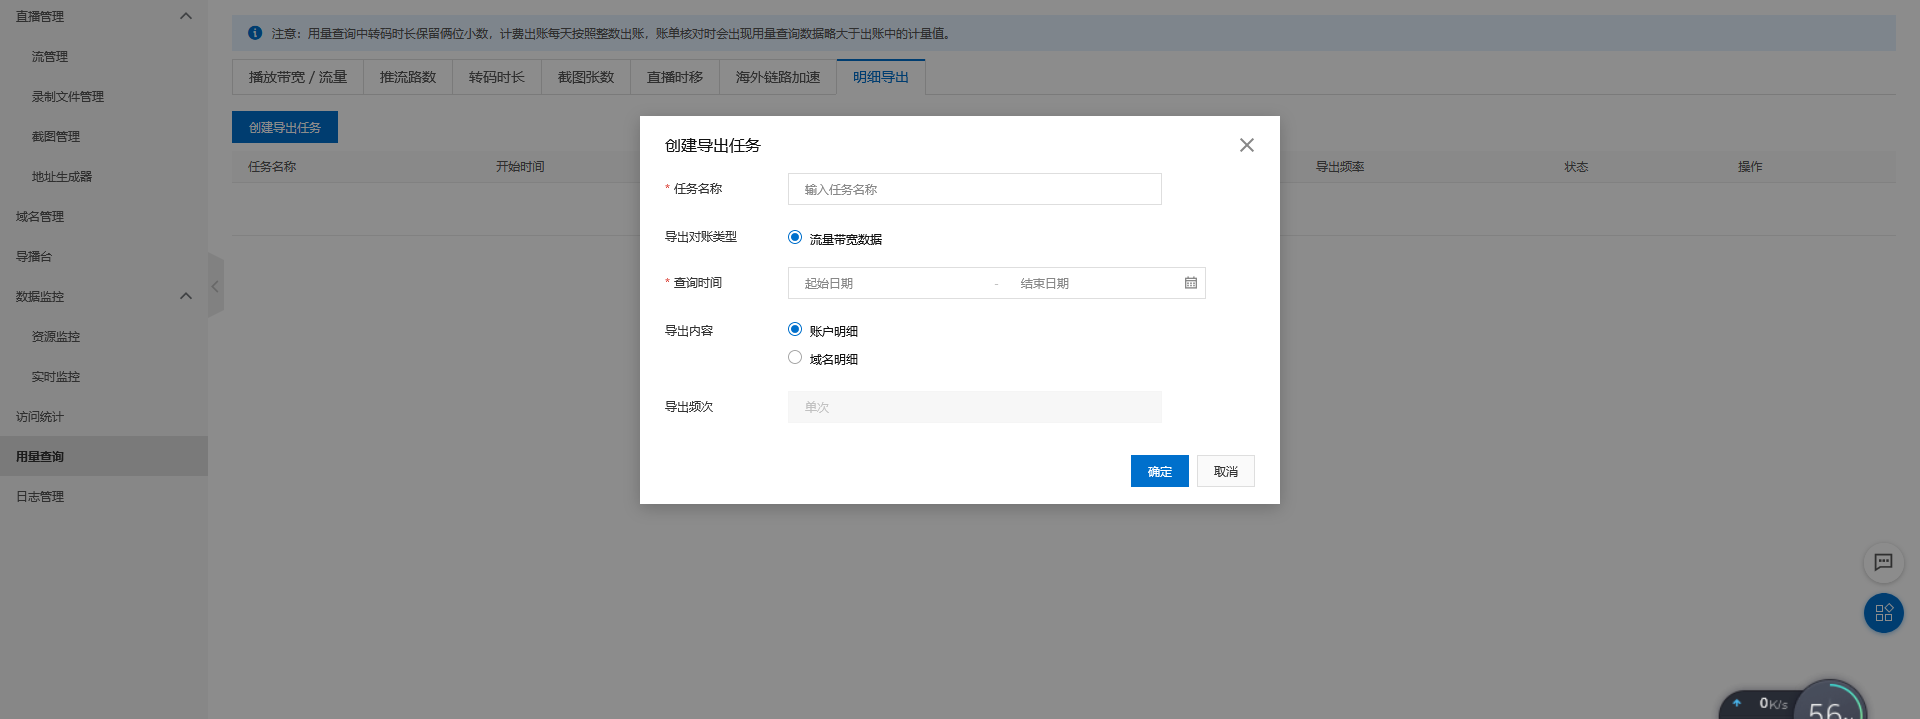 直播管理
流管理
录制文件管理
截图管理
地址生成器
域名管理
导播台
数据监控
资源监控
实时监控
访问统计
用量查询
日志管理
注意：用量查询中转码时长保留俩位小数，计费出账每天按照整数出账，账单核对时会出现用量查询数据略大于出账中的计量值。
播放带宽 / 流量 推流路数 转码时长 截图张数 直播时移 海外链路加速 明细导出
创建导出任务
任务名称 开始时间 导出频率 状态 操作
创建导出任务
* 任务名称 输入任务名称
导出对账类型 流量带宽数据
* 查询时间 起始日期 - 结束日期
导出内容 账户明细
域名明细
导出频次 单次
确定 取消
0K/s
56%